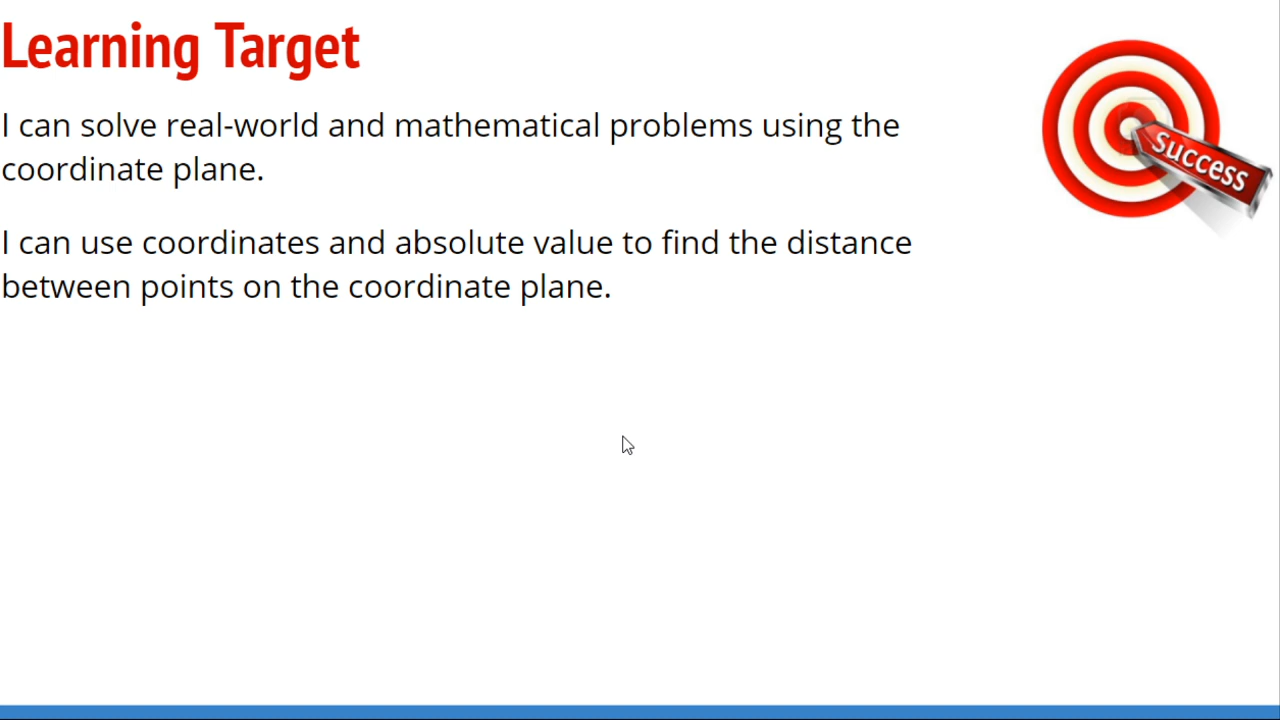 Learning Target
I can solve real-world and mathematical problems using the
coordinate plane.
I can use coordinates and absolute value to find the distance
between points on the coordinate plane.
success